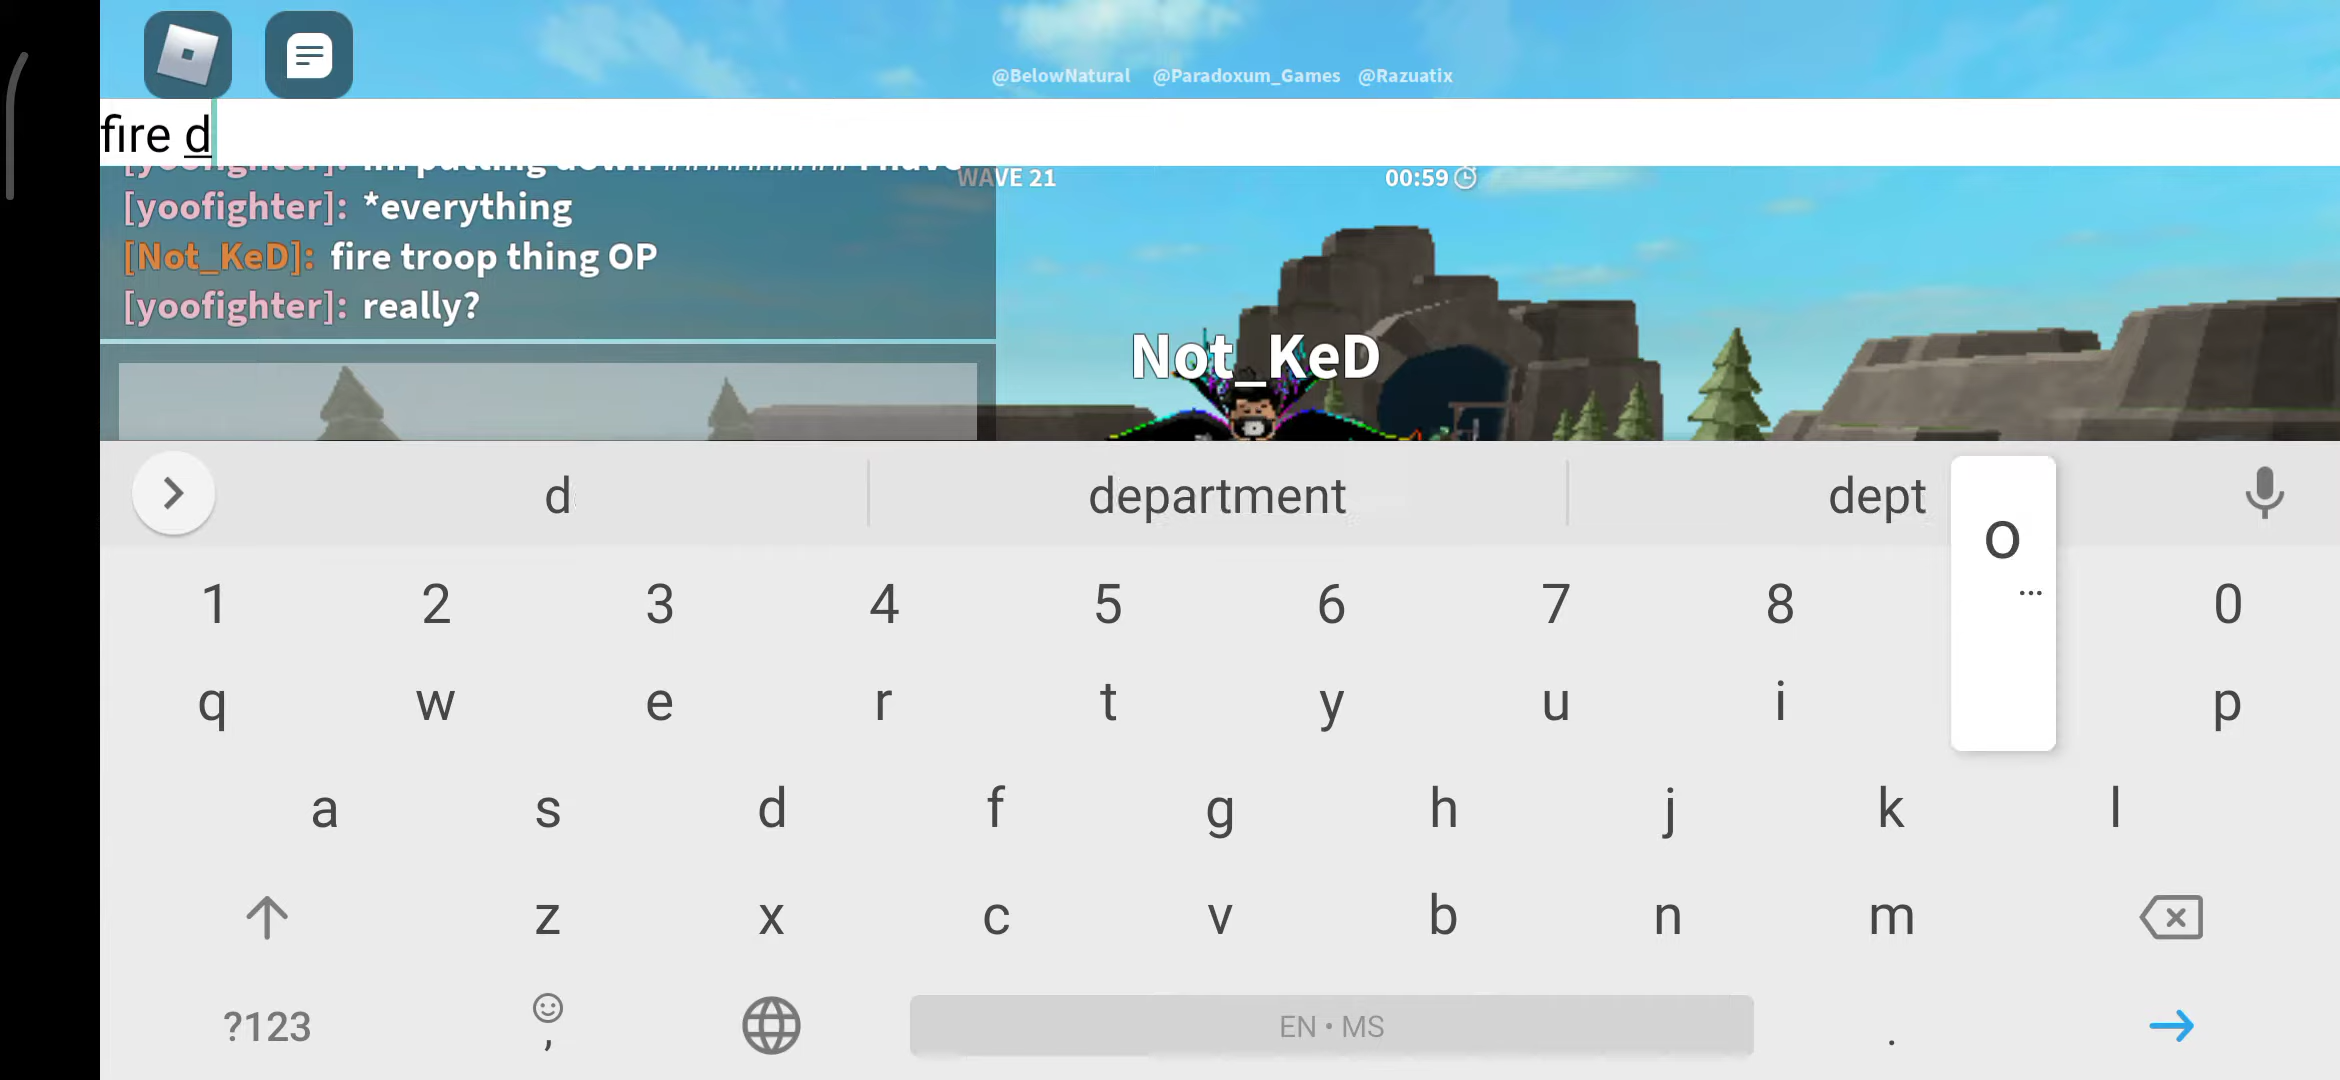 @BelowNatural @Paradoxum_Games @Razuatix
fire d
WAVE 21 00:59
[yoofighter]: *everything
[Not_KeD]: fire troop thing OP
[yoofighter]: really?
Not_KeD
d department dept
o
...
1 2 3 4 5 6 7 8 0
q w e r t y u i p
a s d f g h j k l
z x c v b n m
?123 , EN • MS .